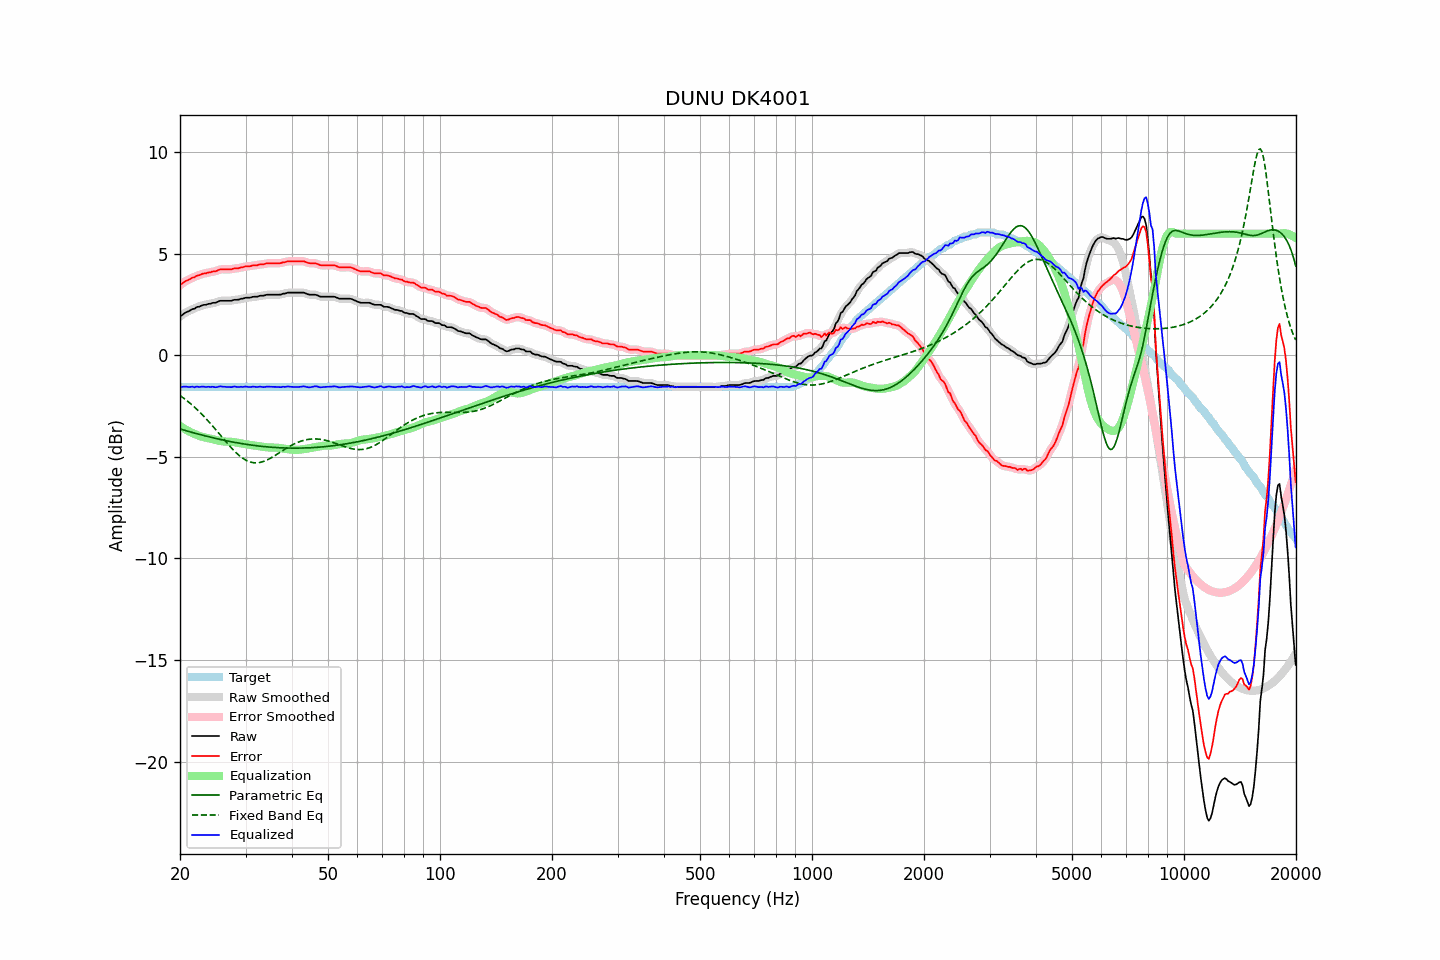 DUNU DK4001
Amplitude (dBr)
10
5
0
−5
−10
−15
−20
Target
Raw Smoothed
Error Smoothed
Raw
Error
Equalization
Parametric Eq
Fixed Band Eq
Equalized
20 50 100 200 500 1000 2000 5000 10000 20000
Frequency (Hz)